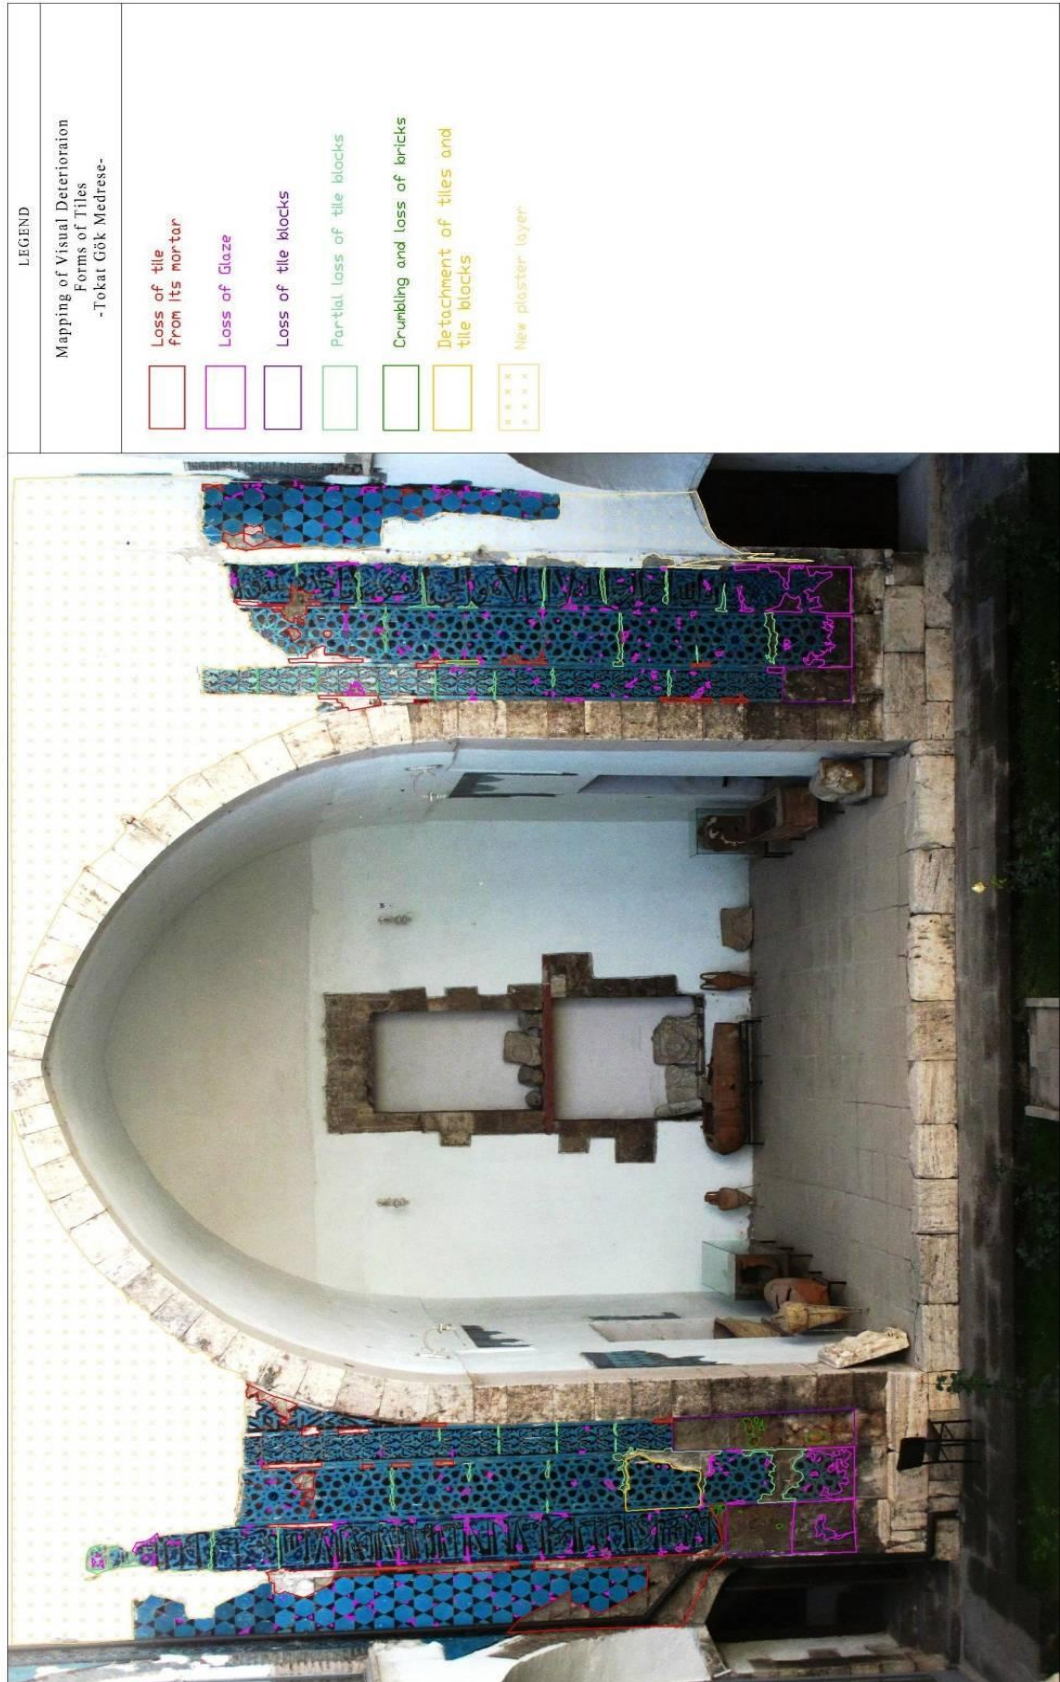 LEGEND
Mapping of Visual Deterioraion
Forms of Tiles
-Tokat Gök Medrese-
Loss of tile
from its mortar
Loss of Glaze
Loss of tile blocks
Partial loss of tile blocks
Crumbling and loss of bricks
Detachment of tiles and
tile blocks
New plaster layer